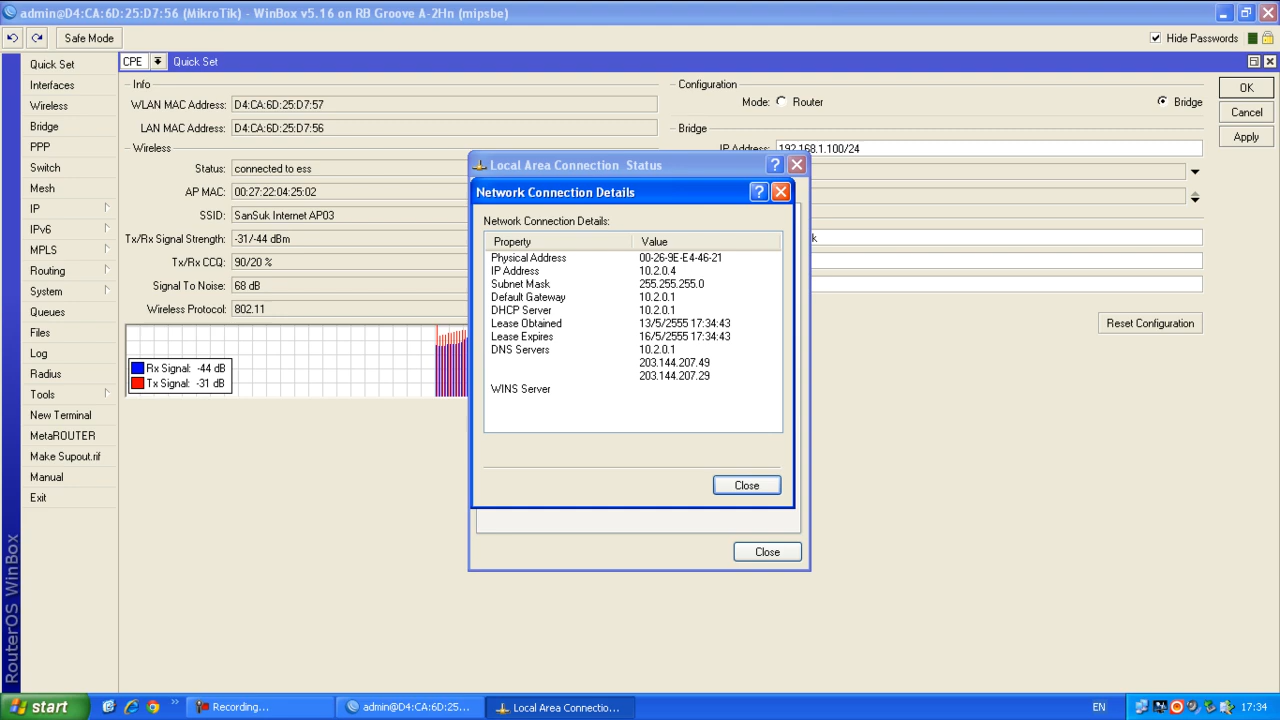 admin@D4:CA:6D:25:D7:56 (MikroTik) - WinBox v5.16 on RB Groove A-2Hn (mipsbe)
Safe Mode
Hide Passwords
Quick Set
Interfaces
Wireless
Bridge
PPP
Switch
Mesh
IP
IPv6
MPLS
Routing
System
Queues
Files
Log
Radius
Tools
New Terminal
MetaROUTER
Make Supout.rif
Manual
Exit
RouterOS WinBox
CPE Quick Set
Info
WLAN MAC Address: D4:CA:6D:25:D7:57
LAN MAC Address: D4:CA:6D:25:D7:56
Wireless
Status: connected to ess
AP MAC: 00:27:22:04:25:02
SSID: SanSuk Internet AP03
Tx/Rx Signal Strength: -31/-44 dBm
Tx/Rx CCQ: 90/20 %
Signal To Noise: 68 dB
Wireless Protocol: 802.11
Rx Signal: -44 dB
Tx Signal: -31 dB
Configuration
Mode: Router Bridge
Bridge
IP Address: 192.168.1.100/24
k
OK
Cancel
Apply
Reset Configuration
Local Area Connection Status
Network Connection Details
Network Connection Details:
Property Value
Physical Address 00-26-9E-E4-46-21
IP Address 10.2.0.4
Subnet Mask 255.255.255.0
Default Gateway 10.2.0.1
DHCP Server 10.2.0.1
Lease Obtained 13/5/2555 17:34:43
Lease Expires 16/5/2555 17:34:43
DNS Servers 10.2.0.1
203.144.207.49
203.144.207.29
WINS Server
Close
Close
start
Recording...
admin@D4:CA:6D:25...
Local Area Connectio...
EN
17:34